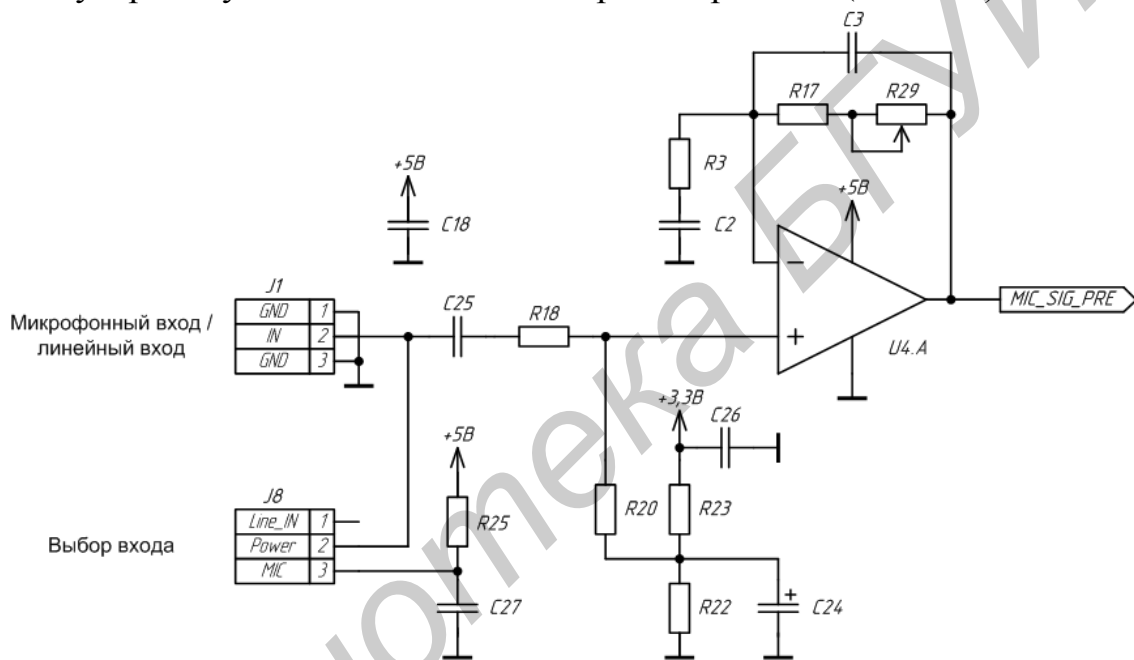 C3
R17
R29
R3
+5В
+5В
C18
C2
J1
GND 1
IN 2
GND 3
Микрофонный вход /
линейный вход
C25
R18
MIC_SIG_PRE
U4.A
+3,3В
C26
+5В
J8
Line_IN 1
Power 2
MIC 3
Выбор входа
R25
R20
R23
C27
R22
C24